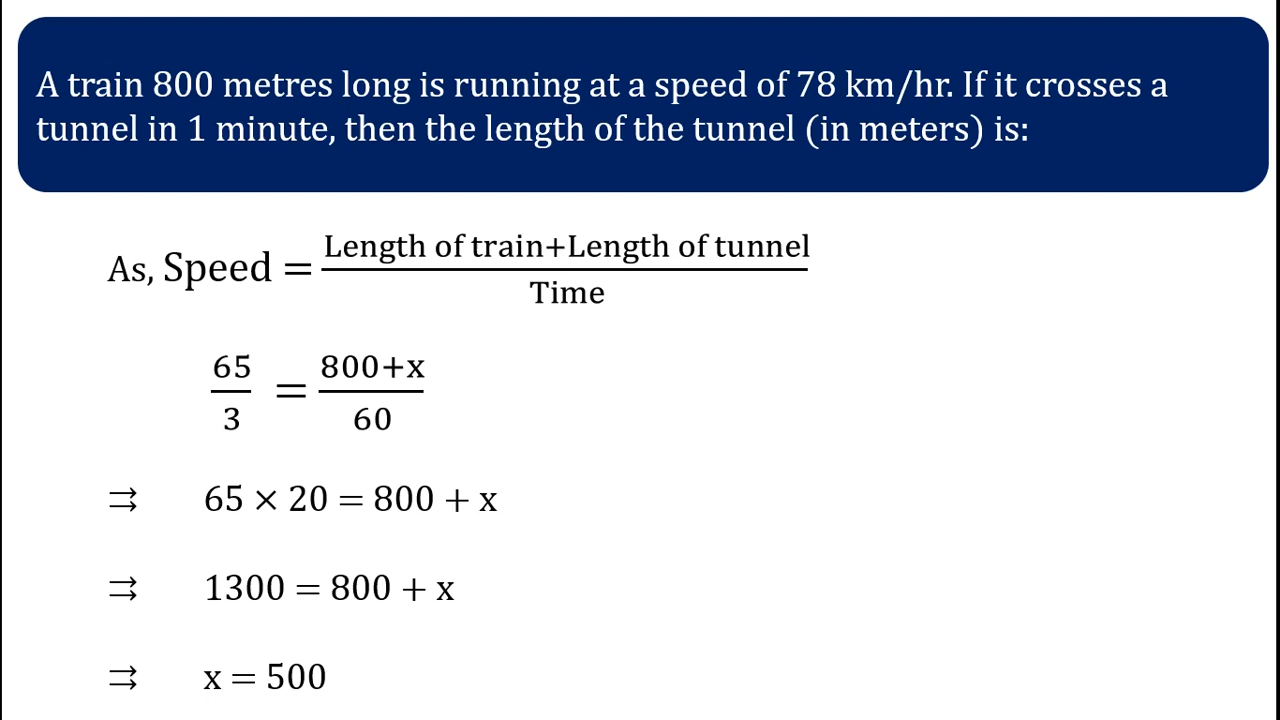 A train 800 metres long is running at a speed of 78 km/hr. If it crosses a
tunnel in 1 minute, then the length of the tunnel (in meters) is:
As, Speed = Length of train+Length of tunnel
Time
65/3 = 800+x/60
⇉ 65 × 20 = 800 + x
⇉ 1300 = 800 + x
⇉ x = 500